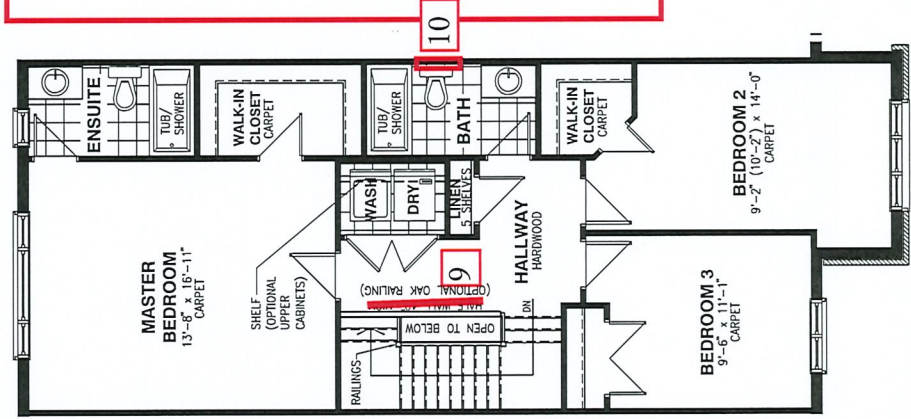 10
ENSUITE
TUB/
SHOWER
WALK-IN
CLOSET
CARPET
TUB/
SHOWER
BATH
WALK-IN
CLOSET
CARPET
BEDROOM 2
9'-2" (10'-2") x 14'-0"
CARPET
MASTER
BEDROOM
13'-8" x 16'-11"
CARPET
SHELF
(OPTIONAL
UPPER
CABINETS)
WASH
DRY
LINEN
5 SHELVES
HALLWAY
HARDWOOD
9
(OPTIONAL OAK RAILING)
HALF WALL
OPEN TO BELOW
DN
RAILINGS
BEDROOM 3
9'-6" x 11'-1"
CARPET